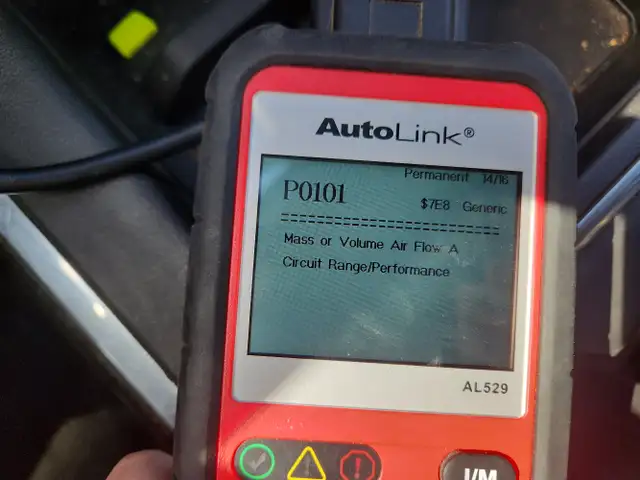 AutoLink®
Permanent 14/16
P0101
$7E8 Generic
==============================
Mass or Volume Air Flow A
Circuit Range/Performance
AL529
I/M